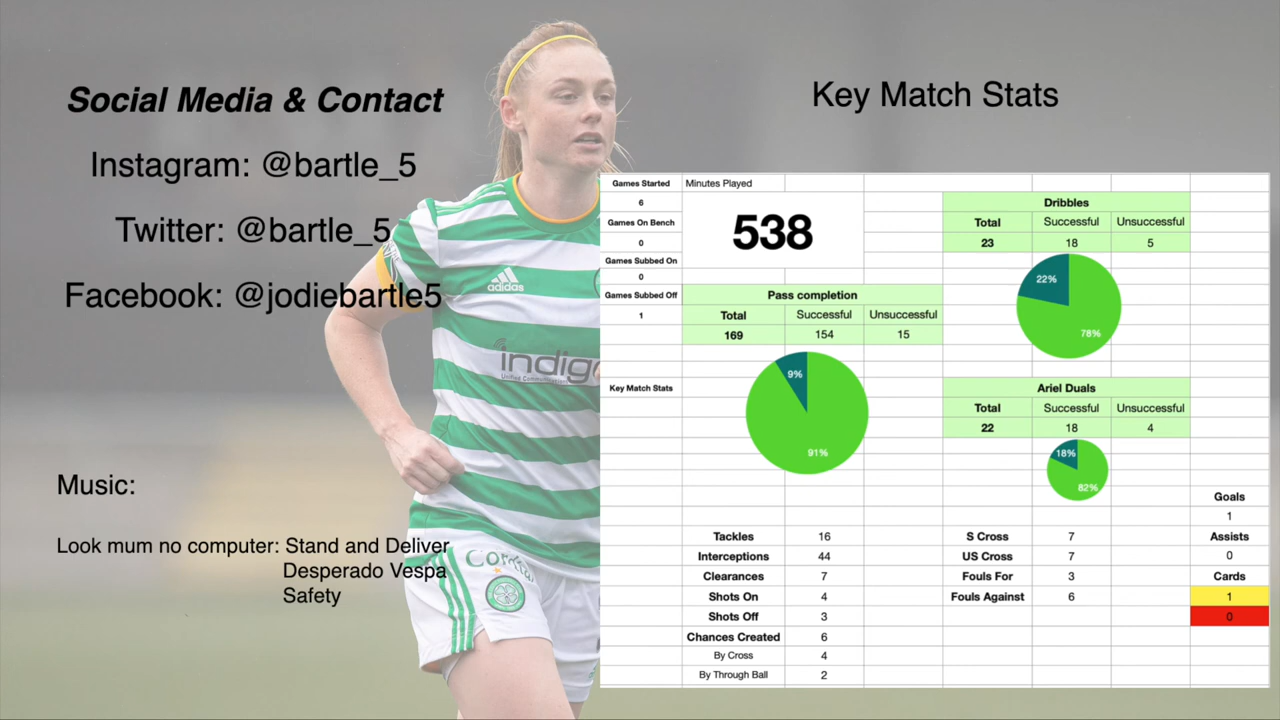 Social Media & Contact
Instagram: @bartle_5
Twitter: @bartle_5
Facebook: @jodiebartle5
Music:
Look mum no computer: Stand and Deliver
Desperado Vespa
Safety
adidas
indigo
Unified Communications
Key Match Stats
Games Started
6
Games On Bench
0
Games Subbed On
0
Games Subbed Off
1
Key Match Stats
Minutes Played
538
Pass completion
Total Successful Unsuccessful
169 154 15
9%
91%
Dribbles
Total Successful Unsuccessful
23 18 5
22%
78%
Ariel Duals
Total Successful Unsuccessful
22 18 4
18%
82%
Tackles 16
Interceptions 44
Clearances 7
Shots On 4
Shots Off 3
Chances Created 6
By Cross 4
By Through Ball 2
S Cross 7
US Cross 7
Fouls For 3
Fouls Against 6
Goals
1
Assists
0
Cards
1
0